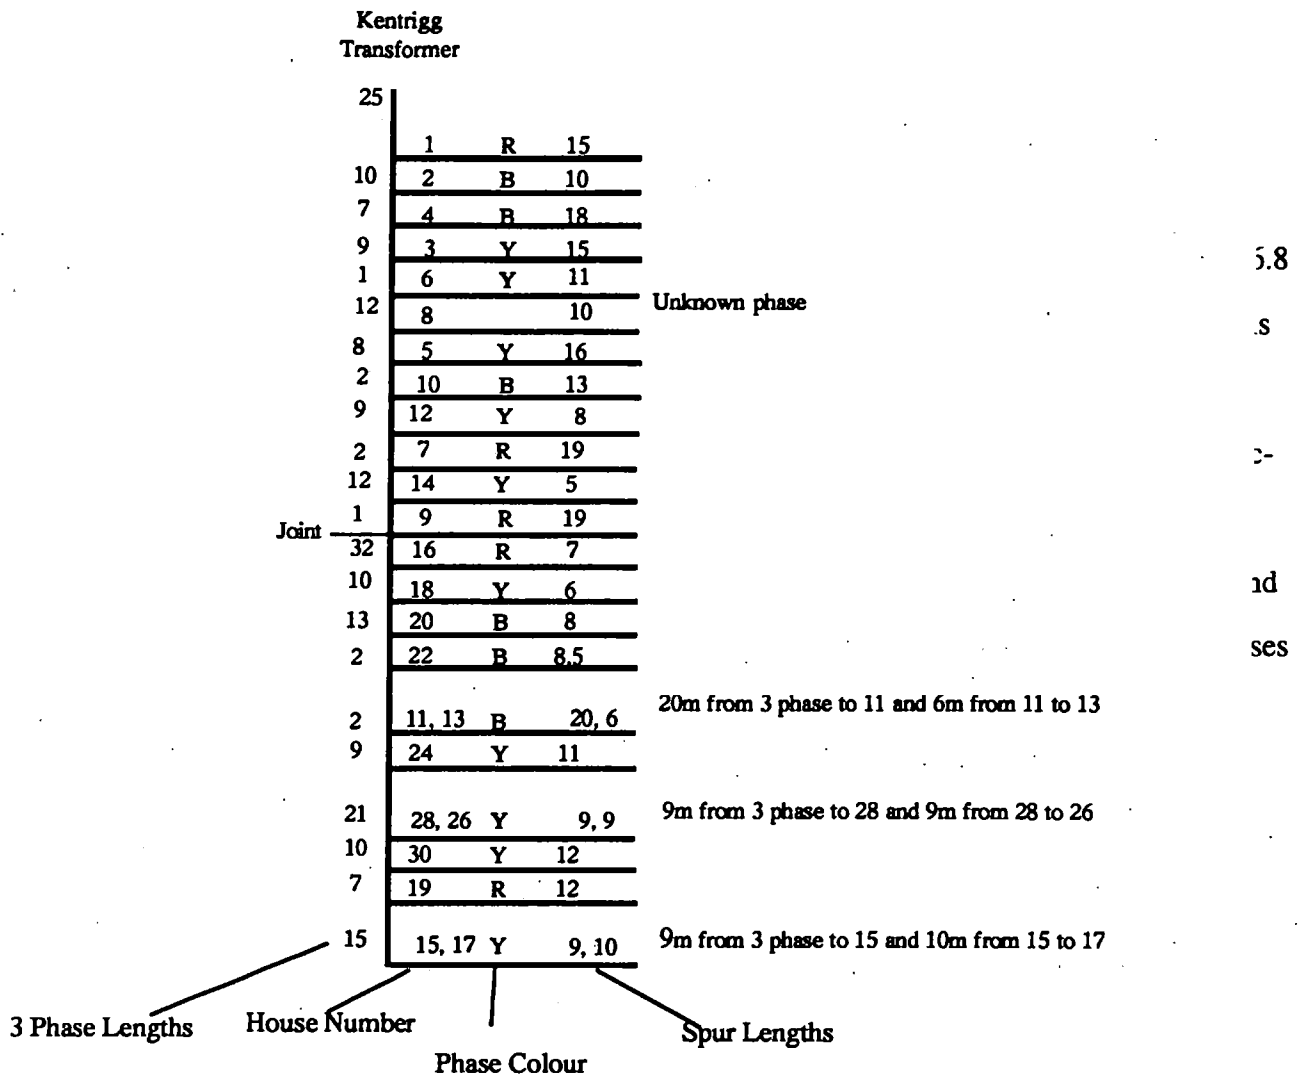 Kentrigg
Transformer
25
1 R 15
10 2 B 10
7 4 B 18
9 3 Y 15
1 6 Y 11
12 8 10 Unknown phase
8 5 Y 16
2 10 B 13
9 12 Y 8
2 7 R 19
12 14 Y 5
1 9 R 19
Joint
32 16 R 7
10 18 Y 6
13 20 B 8
2 22 B 8.5
2 11, 13 B 20, 6 20m from 3 phase to 11 and 6m from 11 to 13
9 24 Y 11
21 28, 26 Y 9, 9 9m from 3 phase to 28 and 9m from 28 to 26
10 30 Y 12
7 19 R 12
15 15, 17 Y 9, 10 9m from 3 phase to 15 and 10m from 15 to 17
3 Phase Lengths House Number Spur Lengths
Phase Colour
5.8
s
c-
nd
ses